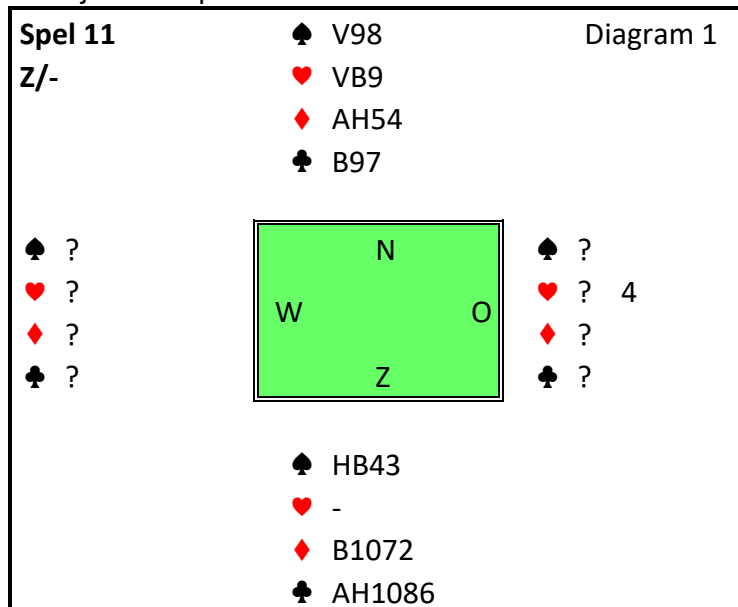 Spel 11 ♠ V98 Diagram 1
Z/- ♥ VB9
♦ AH54
♣ B97
♠ ? N ♠ ?
♥ ? ♥ ? 4
W O
♦ ? ♦ ?
♣ ? Z ♣ ?
♠ HB43
♥ -
♦ B1072
♣ AH1086